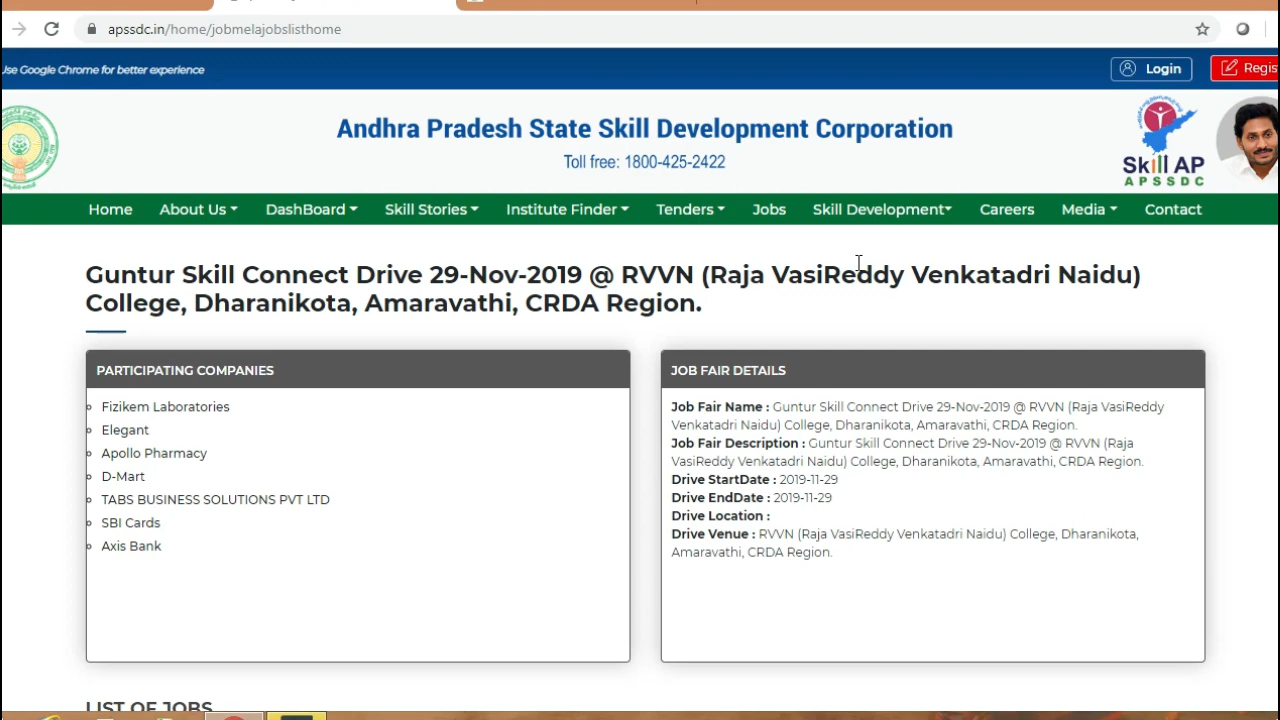 apssdc.in/home/jobmelajobslisthome
Use Google Chrome for better experience
Login
Regis
Andhra Pradesh State Skill Development Corporation
Toll free: 1800-425-2422
Skill AP
APSSDC
Home About Us DashBoard Skill Stories Institute Finder Tenders Jobs Skill Development Careers Media Contact
Guntur Skill Connect Drive 29-Nov-2019 @ RVVN (Raja VasiReddy Venkatadri Naidu)
College, Dharanikota, Amaravathi, CRDA Region.
PARTICIPATING COMPANIES
Fizikem Laboratories
Elegant
Apollo Pharmacy
D-Mart
TABS BUSINESS SOLUTIONS PVT LTD
SBI Cards
Axis Bank
JOB FAIR DETAILS
Job Fair Name : Guntur Skill Connect Drive 29-Nov-2019 @ RVVN (Raja VasiReddy
Venkatadri Naidu) College, Dharanikota, Amaravathi, CRDA Region.
Job Fair Description : Guntur Skill Connect Drive 29-Nov-2019 @ RVVN (Raja
VasiReddy Venkatadri Naidu) College, Dharanikota, Amaravathi, CRDA Region.
Drive StartDate : 2019-11-29
Drive EndDate : 2019-11-29
Drive Location :
Drive Venue : RVVN (Raja VasiReddy Venkatadri Naidu) College, Dharanikota,
Amaravathi, CRDA Region.
LIST OF JOBS